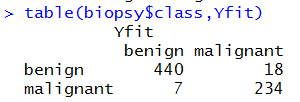 > table(biopsy$class,Yfit)
Yfit
benign malignant
benign 440 18
malignant 7 234